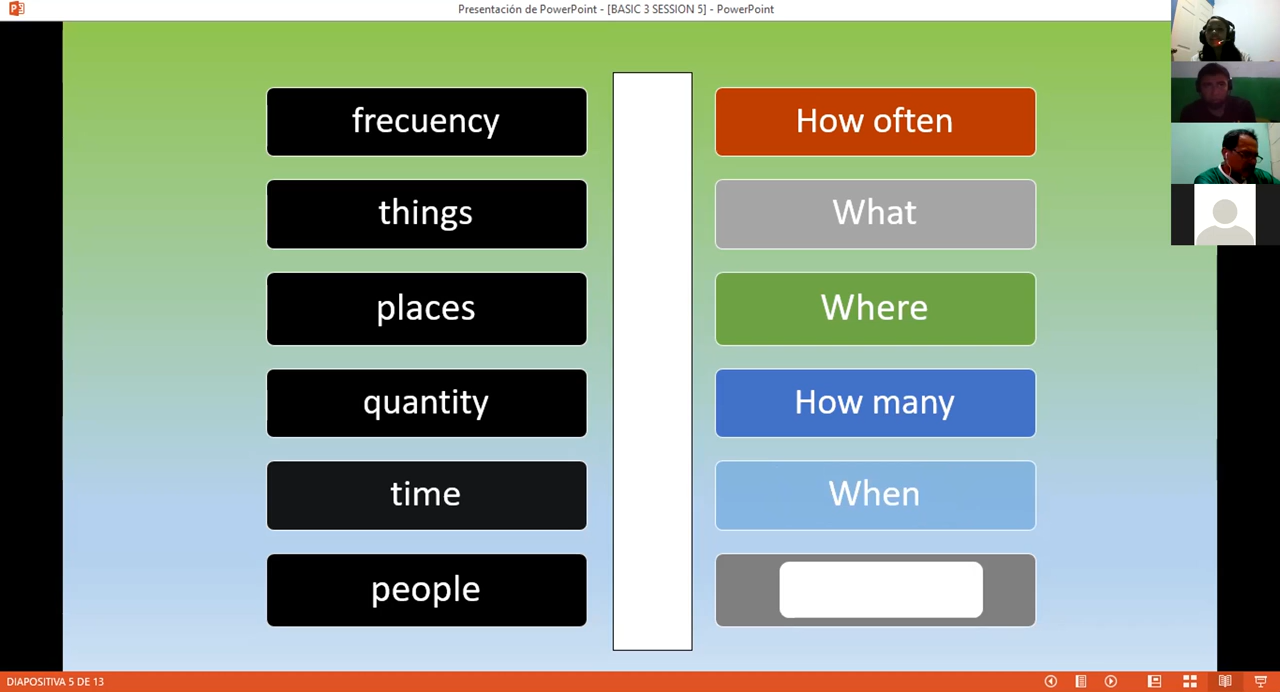 Presentación de PowerPoint - [BASIC 3 SESSION 5] - PowerPoint
frecuency
How often
things
What
places
Where
quantity
How many
time
When
people
DIAPOSITIVA 5 DE 13